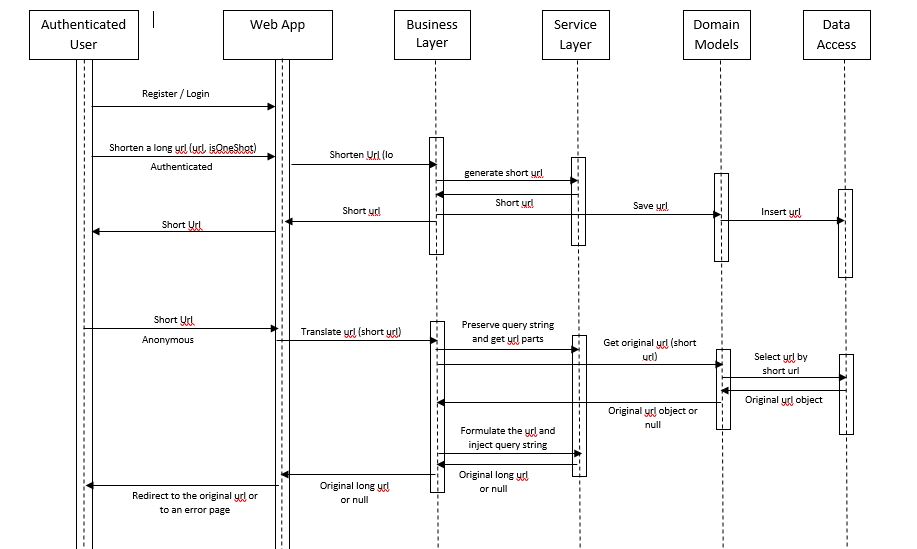 Authenticated
User
Web App
Business
Layer
Service
Layer
Domain
Models
Data
Access
Register / Login
Shorten a long url (url, isOneShot)
Authenticated
Shorten Url (lo
generate short url
Short url
Save url
Insert url
Short url
Short Url
Short Url
Anonymous
Translate url (short url)
Preserve query string
and get url parts
Get original url (short
url)
Select url by
short url
Original url object
Original url object or
null
Formulate the url and
inject query string
Original long url
or null
Original long url
or null
Redirect to the original url or
to an error page